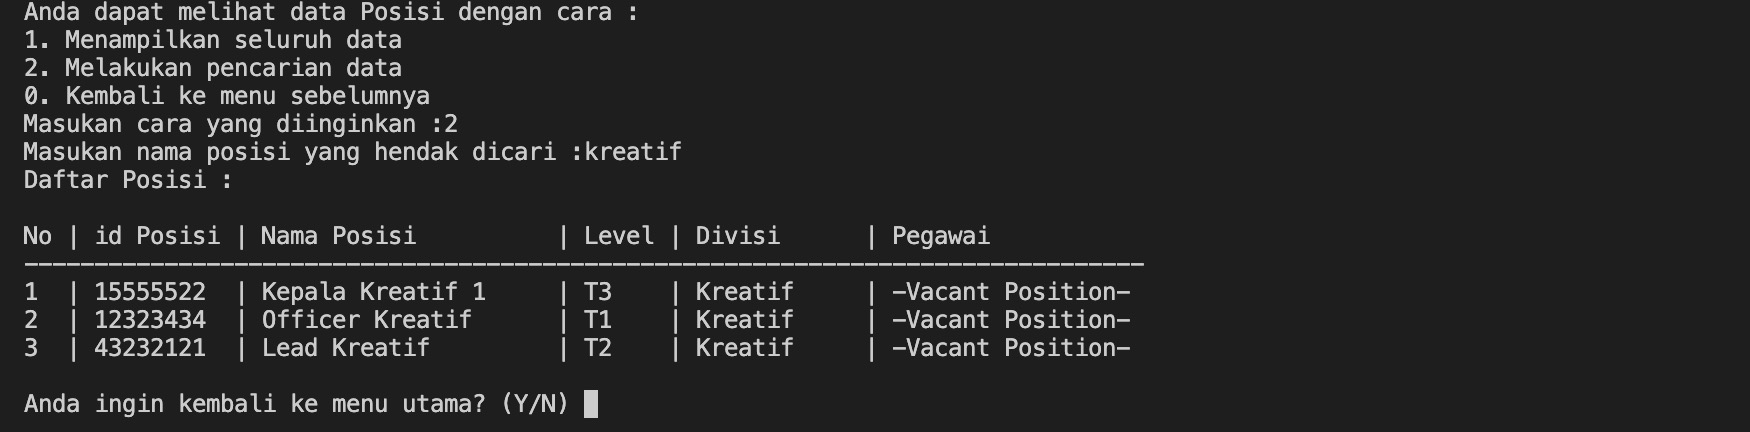 Anda dapat melihat data Posisi dengan cara :
1. Menampilkan seluruh data
2. Melakukan pencarian data
0. Kembali ke menu sebelumnya
Masukan cara yang diinginkan :2
Masukan nama posisi yang hendak dicari :kreatif
Daftar Posisi :

No | id Posisi | Nama Posisi          | Level | Divisi      | Pegawai
--------------------------------------------------------------------------------
1  | 15555522  | Kepala Kreatif 1     | T3    | Kreatif     | -Vacant Position-
2  | 12323434  | Officer Kreatif      | T1    | Kreatif     | -Vacant Position-
3  | 43232121  | Lead Kreatif         | T2    | Kreatif     | -Vacant Position-

Anda ingin kembali ke menu utama? (Y/N)